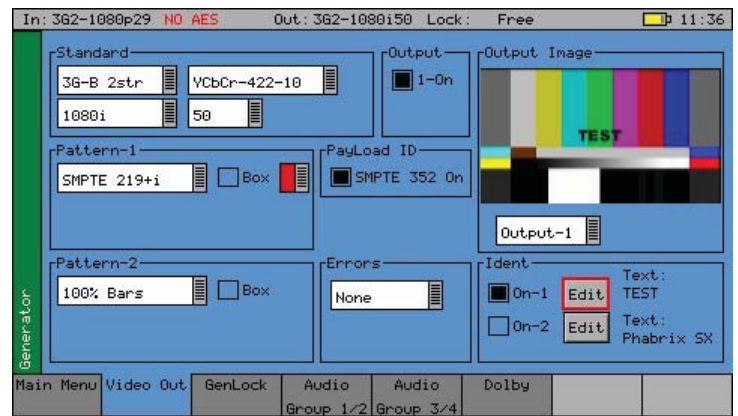 In: 3G2-1080p29 NO AES Out: 3G2-1080i50 Lock: Free 11:36
Standard
3G-B 2str YCbCr-422-10
1080i 50
Output
1-On
Output Image
TEST
Output-1
Pattern-1
SMPTE 219+i Box
PayLoad ID
SMPTE 352 On
Pattern-2
100% Bars Box
Errors
None
Ident
On-1 Edit Text: TEST
On-2 Edit Text: Phabrix SX
Generator
Main Menu Video Out GenLock Audio Group 1/2 Audio Group 3/4 Dolby